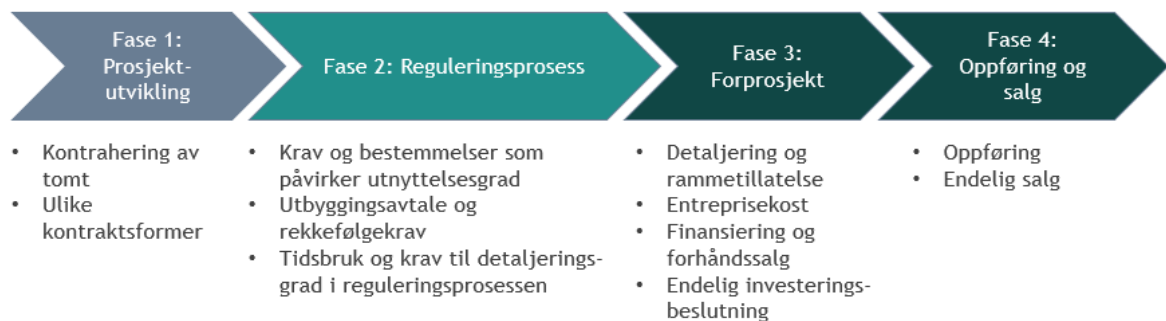 Fase 1:
Prosjekt-
utvikling
Fase 2: Reguleringsprosess
Fase 3:
Forprosjekt
Fase 4:
Oppføring og
salg
• Kontrahering av
tomt
• Ulike
kontraktsformer
• Krav og bestemmelser som
påvirker utnyttelsesgrad
• Utbyggingsavtale og
rekkefølgekrav
• Tidsbruk og krav til detaljerings-
grad i reguleringsprosessen
• Detaljering og
rammetillatelse
• Entreprisekost
• Finansiering og
forhåndssalg
• Endelig investerings-
beslutning
• Oppføring
• Endelig salg